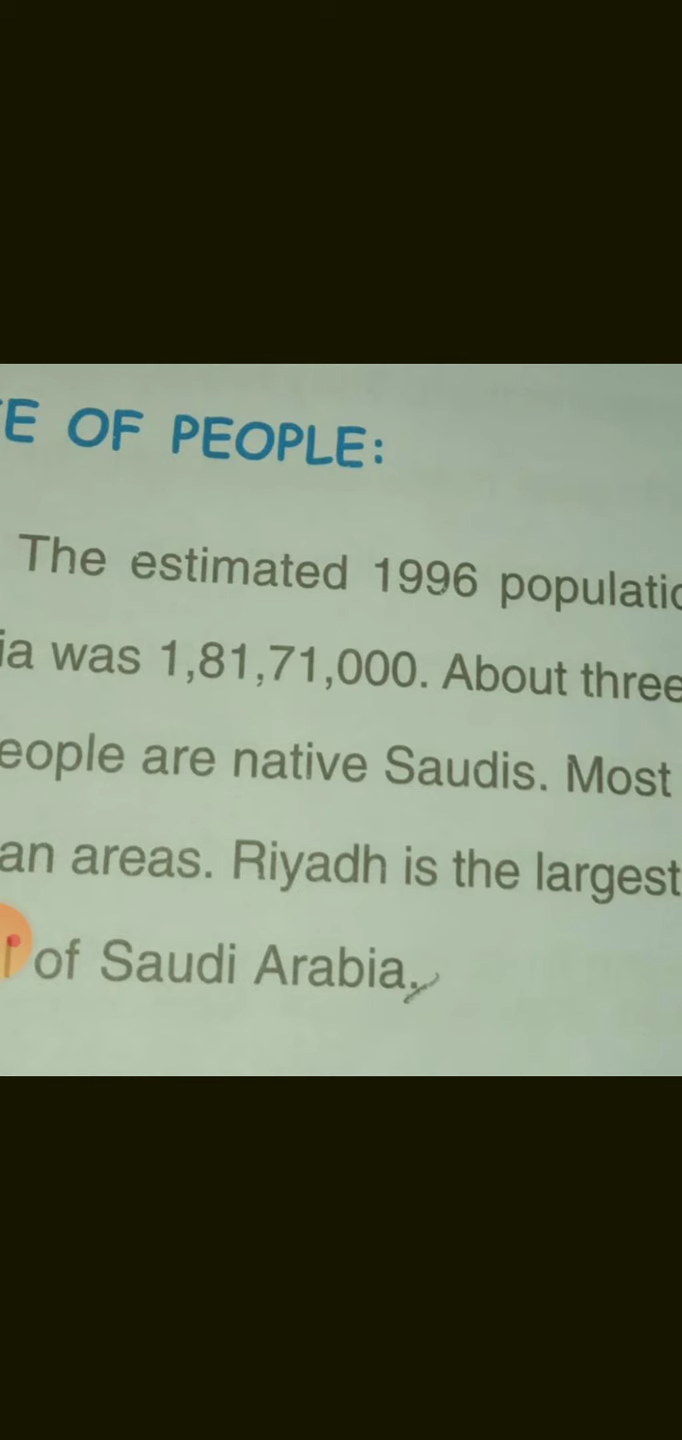 E OF PEOPLE:
The estimated 1996 populatio
ia was 1,81,71,000. About three
eople are native Saudis. Most
an areas. Riyadh is the largest
of Saudi Arabia.